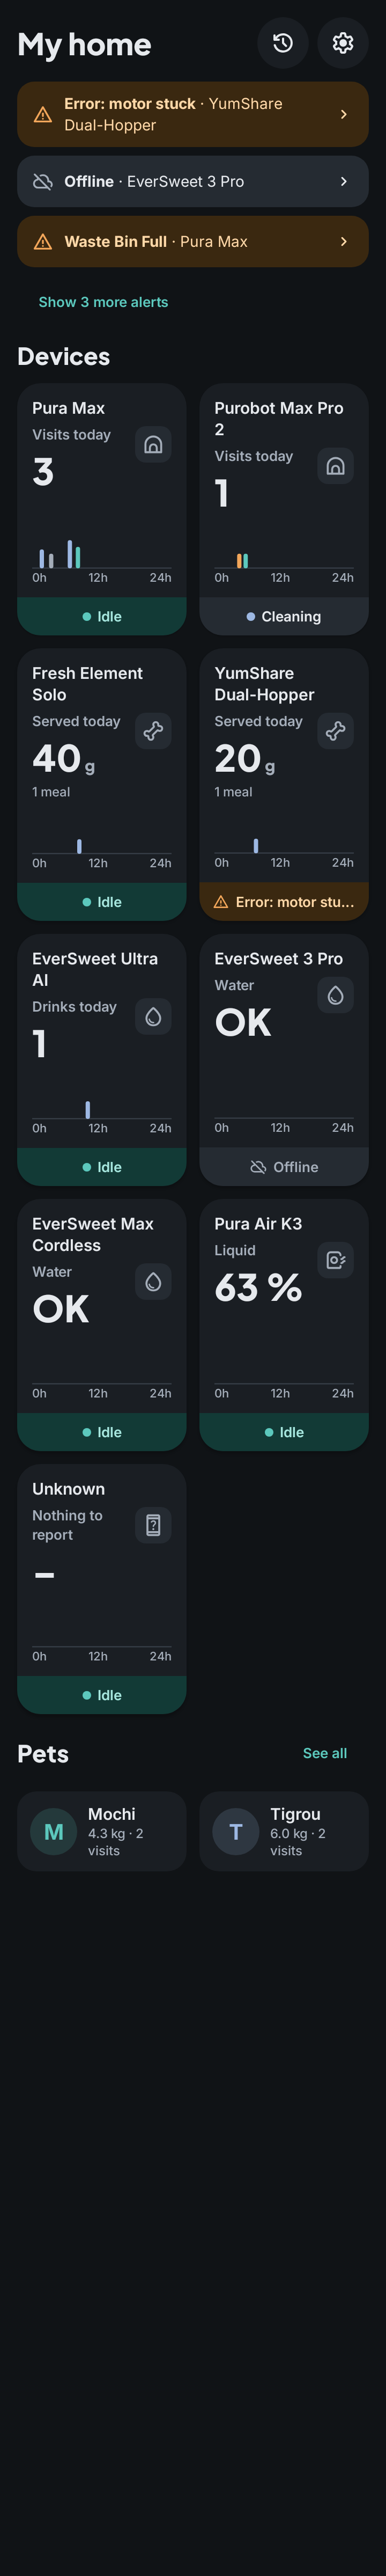 My home
Error: motor stuck · YumShare
Dual-Hopper
Offline · EverSweet 3 Pro
Waste Bin Full · Pura Max
Show 3 more alerts
Devices
Pura Max
Visits today
3
0h 12h 24h
Idle
Purobot Max Pro
2
Visits today
1
0h 12h 24h
Cleaning
Fresh Element
Solo
Served today
40 g
1 meal
0h 12h 24h
Idle
YumShare
Dual-Hopper
Served today
20 g
1 meal
0h 12h 24h
Error: motor stu...
EverSweet Ultra
AI
Drinks today
1
0h 12h 24h
Idle
EverSweet 3 Pro
Water
OK
0h 12h 24h
Offline
EverSweet Max
Cordless
Water
OK
0h 12h 24h
Idle
Pura Air K3
Liquid
63 %
0h 12h 24h
Idle
Unknown
Nothing to
report
–
0h 12h 24h
Idle
Pets
See all
M
Mochi
4.3 kg · 2
visits
T
Tigrou
6.0 kg · 2
visits